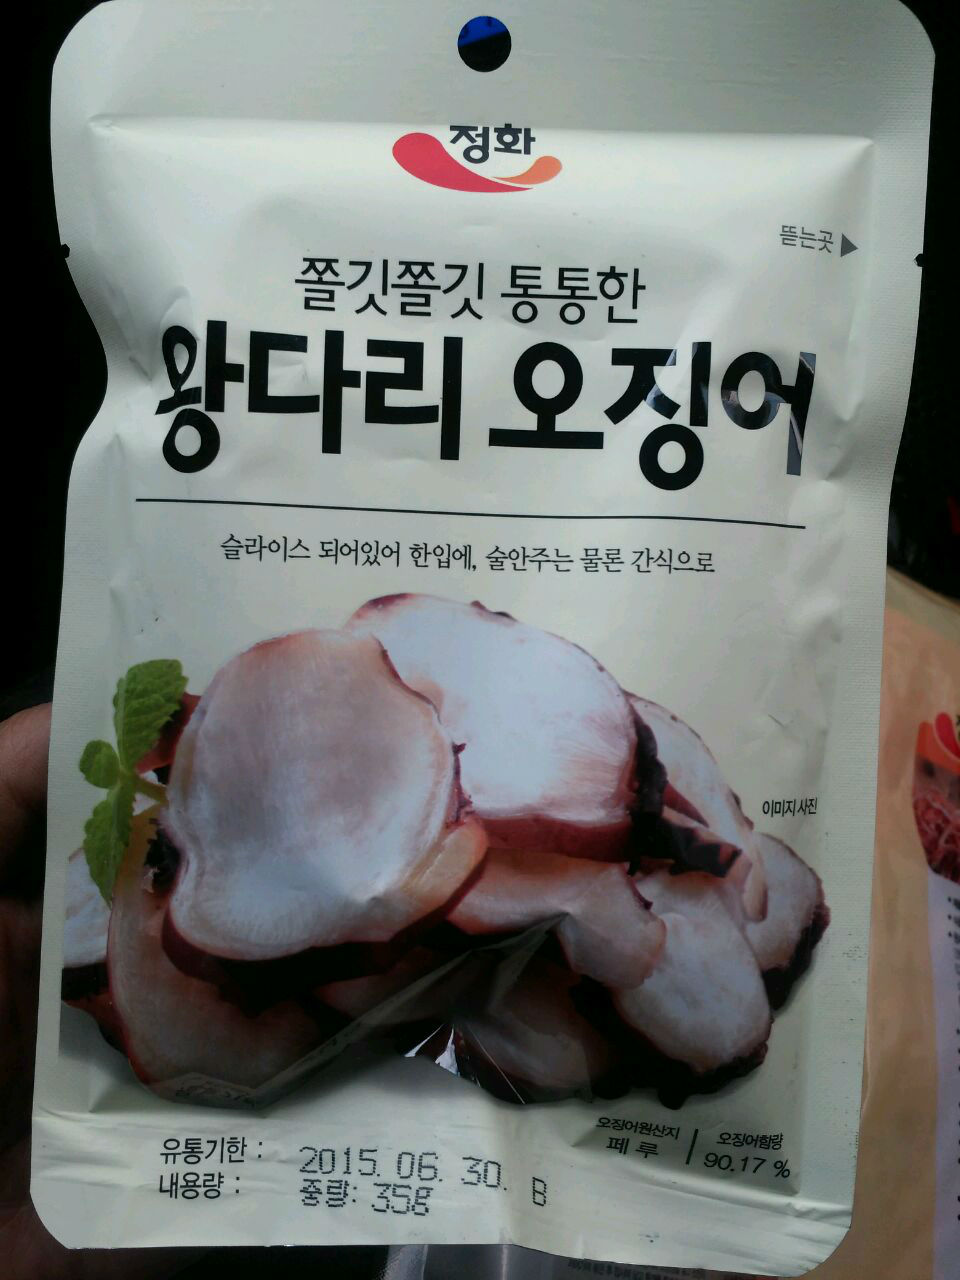 정화
뜯는곳 ▶
쫄깃쫄깃 통통한
왕다리 오징어
슬라이스 되어있어 한입에, 술안주는 물론 간식으로
이미지사진
오징어원산지
페루
오징어함량
90.17 %
유통기한 : 2015. 06. 30. B
내용량 : 중량: 35g